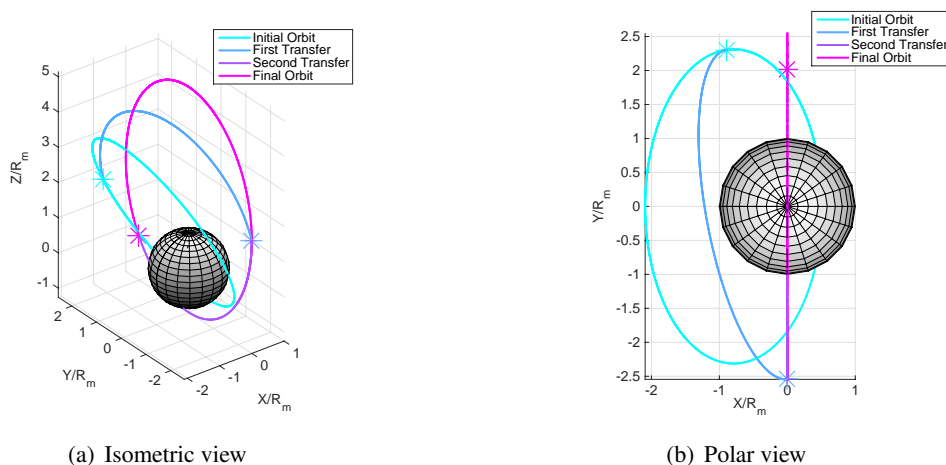 Initial Orbit
First Transfer
Second Transfer
Final Orbit
5
4
3
2
1
0
-1
Z/R_m
2
1
0
-1
-2
Y/R_m
-2
-1
0
1
X/R_m
(a) Isometric view
Initial Orbit
First Transfer
Second Transfer
Final Orbit
2.5
2
1.5
1
0.5
0
-0.5
-1
-1.5
-2
-2.5
Y/R_m
-2
-1
0
1
X/R_m
(b) Polar view